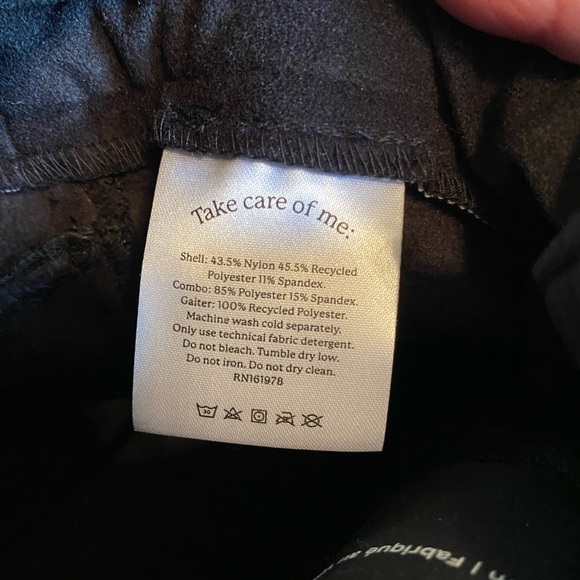 Take care of me:
Shell: 43.5% Nylon 45.5% Recycled
Polyester 11% Spandex.
Combo: 85% Polyester 15% Spandex.
Gaiter: 100% Recycled Polyester.
Machine wash cold separately.
Only use technical fabric detergent.
Do not bleach. Tumble dry low.
Do not iron. Do not dry clean.
RN161978
30
| Fabriqué